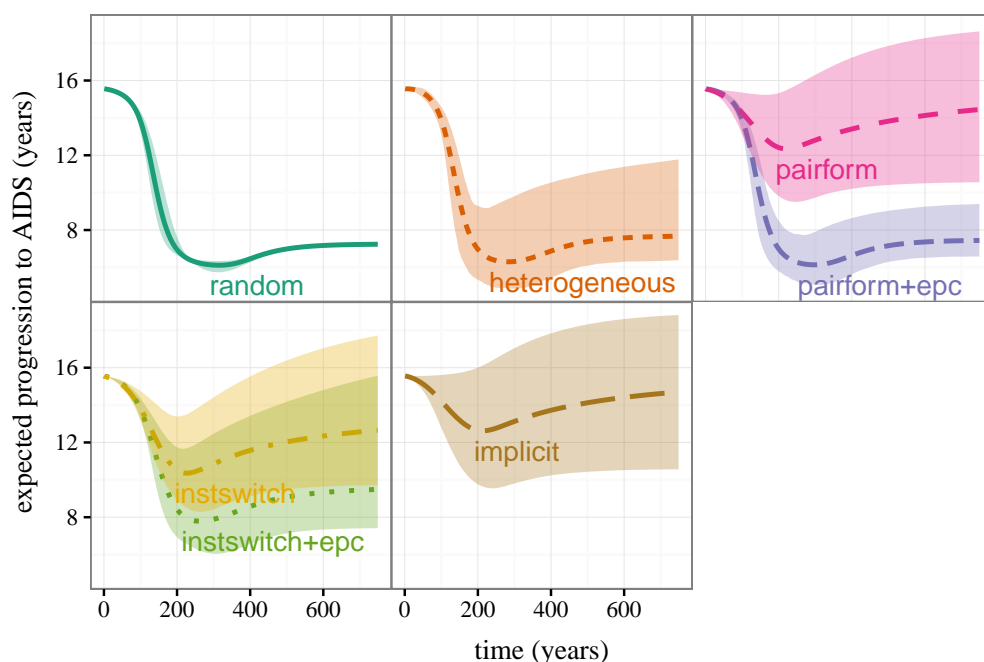 expected progression to AIDS (years)
16
12
8
random
heterogeneous
pairform
pairform+epc
16
12
8
instswitch
instswitch+epc
implicit
0
200
400
600
0
200
400
600
time (years)